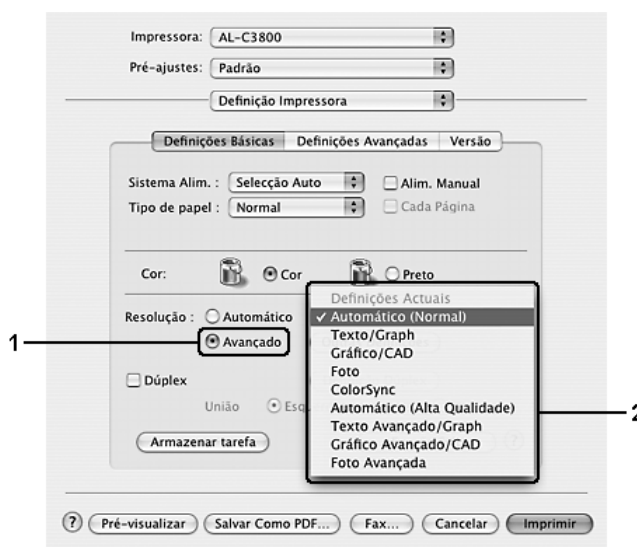 Impressora: AL-C3800
Pré-ajustes: Padrão
Definição Impressora
Definições Básicas Definições Avançadas Versão
Sistema Alim. : Selecção Auto Alim. Manual
Tipo de papel : Normal Cada Página
Cor: Cor Preto
Definições Actuais
Resolução : Automático ✓ Automático (Normal)
Texto/Graph
1 Avançado
Gráfico/CAD
Foto
Dúplex
ColorSync
União Automático (Alta Qualidade)
2
Texto Avançado/Graph
Armazenar tarefa Gráfico Avançado/CAD ?
Foto Avançada
? Pré-visualizar Salvar Como PDF... Fax... Cancelar Imprimir